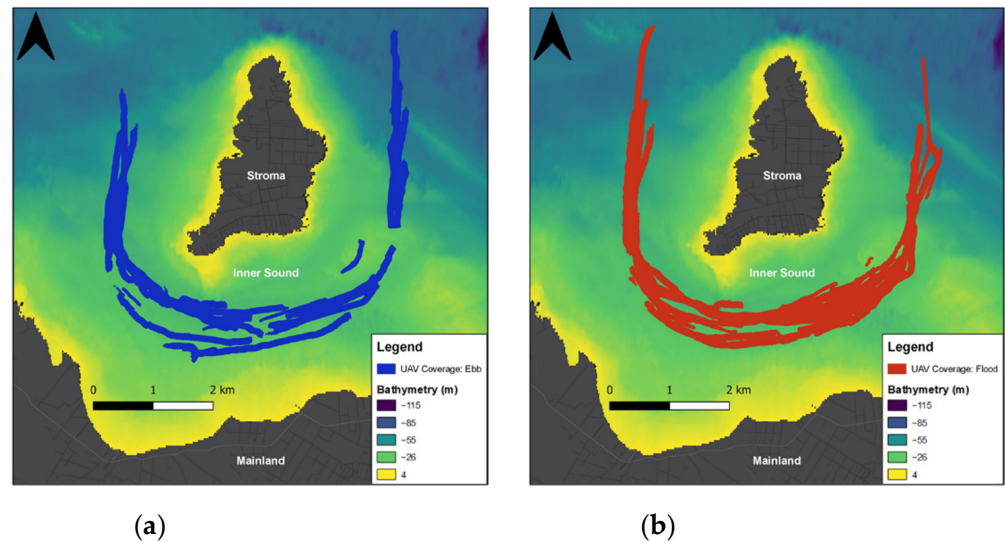 Stroma
Inner Sound
Legend
UAV Coverage: Ebb
Bathymetry (m)
−115
−85
−55
−26
4
0 1 2 km
Mainland
Stroma
Inner Sound
Legend
UAV Coverage: Flood
Bathymetry (m)
−115
−85
−55
−26
4
0 1 2 km
Mainland
(a)
(b)